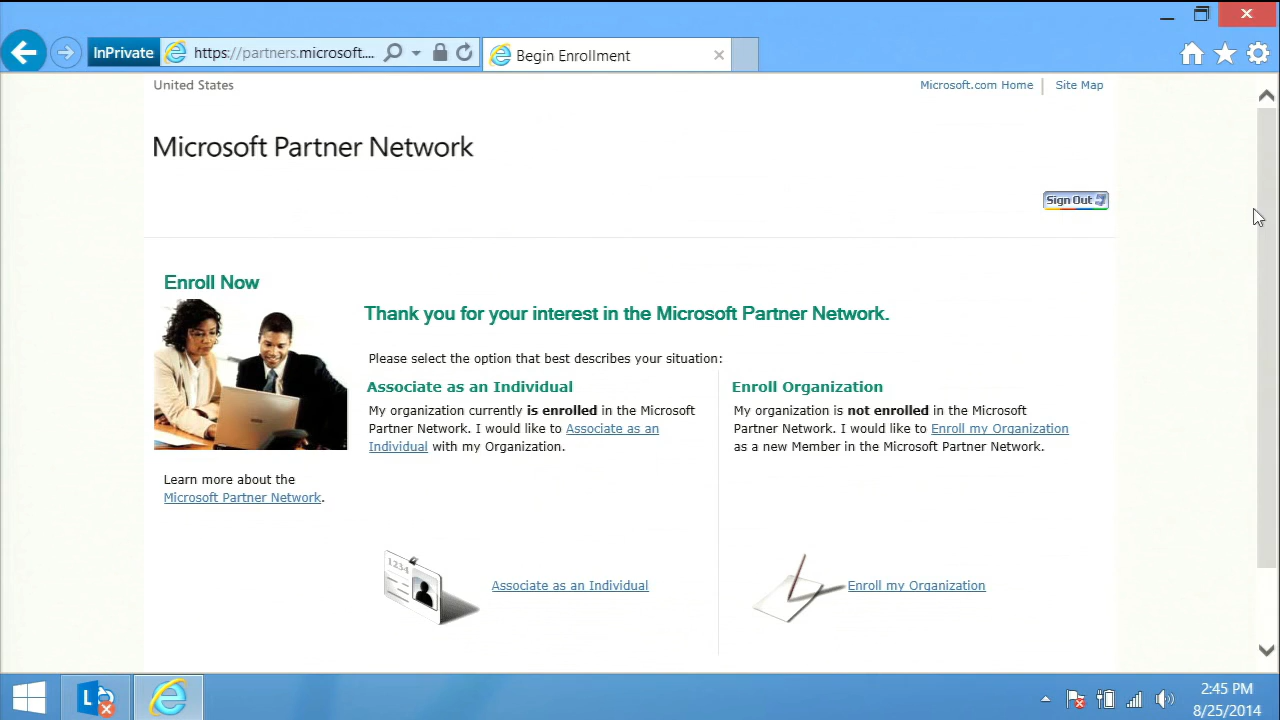 InPrivate
https://partners.microsoft....
Begin Enrollment
United States
Microsoft.com Home
Site Map
Microsoft Partner Network
Sign Out
Enroll Now
Thank you for your interest in the Microsoft Partner Network.
Please select the option that best describes your situation:
Associate as an Individual
My organization currently is enrolled in the Microsoft
Partner Network. I would like to Associate as an
Individual with my Organization.
Enroll Organization
My organization is not enrolled in the Microsoft
Partner Network. I would like to Enroll my Organization
as a new Member in the Microsoft Partner Network.
Learn more about the
Microsoft Partner Network.
1234
Associate as an Individual
Enroll my Organization
2:45 PM
8/25/2014